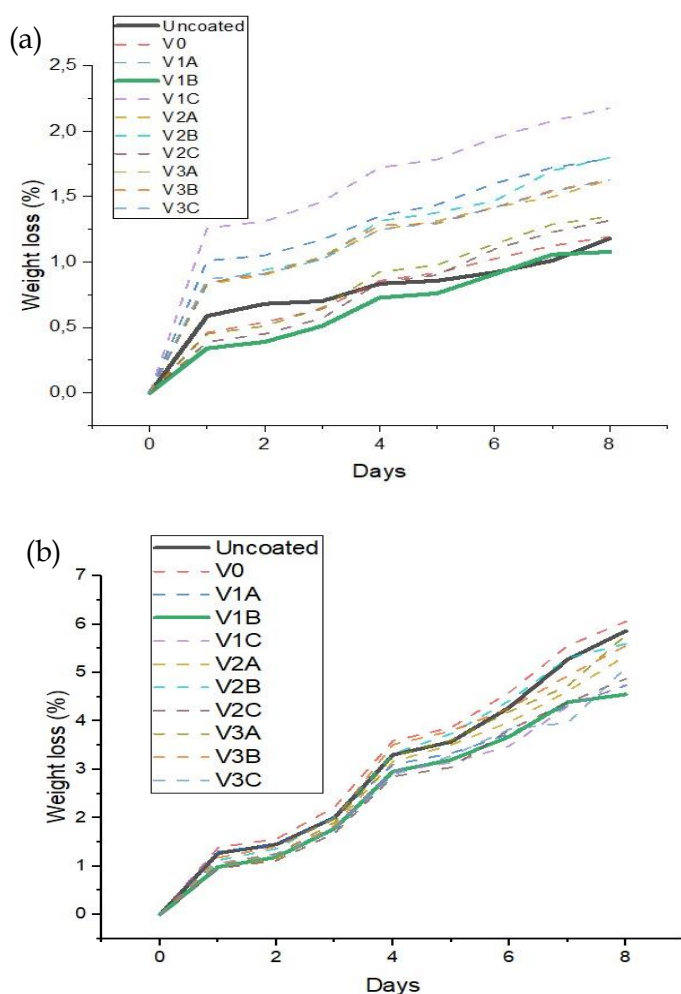 (a)
Uncoated
V0
V1A
V1B
V1C
V2A
V2B
V2C
V3A
V3B
V3C
2,5
2,0
1,5
1,0
0,5
0,0
Weight loss (%)
0 2 4 6 8
Days
(b)
Uncoated
V0
V1A
V1B
V1C
V2A
V2B
V2C
V3A
V3B
V3C
7
6
5
4
3
2
1
0
Weight loss (%)
0 2 4 6 8
Days